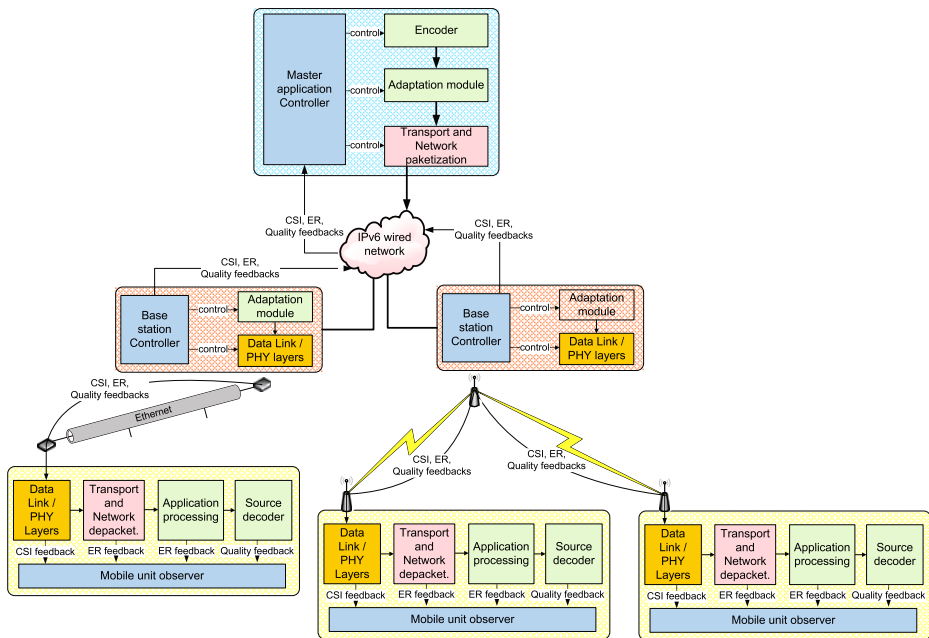 control
Encoder
Master
application
Controller
control
Adaptation module
control
Transport and
Network
paketization
CSI, ER,
Quality feedbacks
CSI, ER,
Quality feedbacks
IPv6 wired
network
CSI, ER,
Quality feedbacks
Base
station
Controller
control
Adaptation
module
control
Data Link /
PHY layers
Base
station
Controller
control
Adaptation
module
control
Data Link /
PHY layers
CSI, ER,
Quality feedbacks
Ethernet
CSI, ER,
Quality feedbacks
CSI, ER,
Quality feedbacks
Data
Link /
PHY
Layers
Transport
and
Network
depacket.
Application
processing
Source
decoder
CSI feedback
ER feedback
ER feedback
Quality feedback
Mobile unit observer
Data
Link /
PHY
Layers
Transport
and
Network
depacket.
Application
processing
Source
decoder
CSI feedback
ER feedback
ER feedback
Quality feedback
Mobile unit observer
Data
Link /
PHY
Layers
Transport
and
Network
depacket.
Application
processing
Source
decoder
CSI feedback
ER feedback
ER feedback
Quality feedback
Mobile unit observer